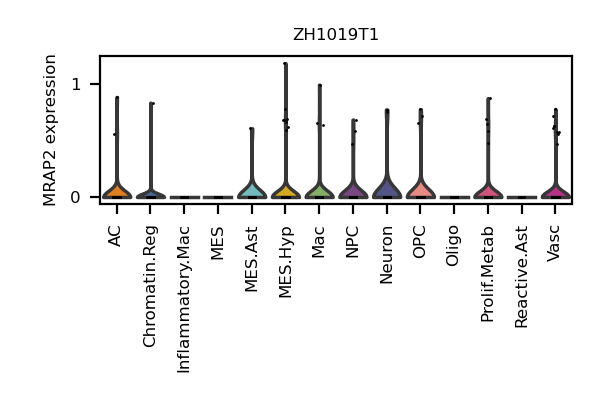 ZH1019T1
MRAP2 expression
1
0
AC
Chromatin.Reg
Inflammatory.Mac
MES
MES.Ast
MES.Hyp
Mac
NPC
Neuron
OPC
Oligo
Prolif.Metab
Reactive.Ast
Vasc